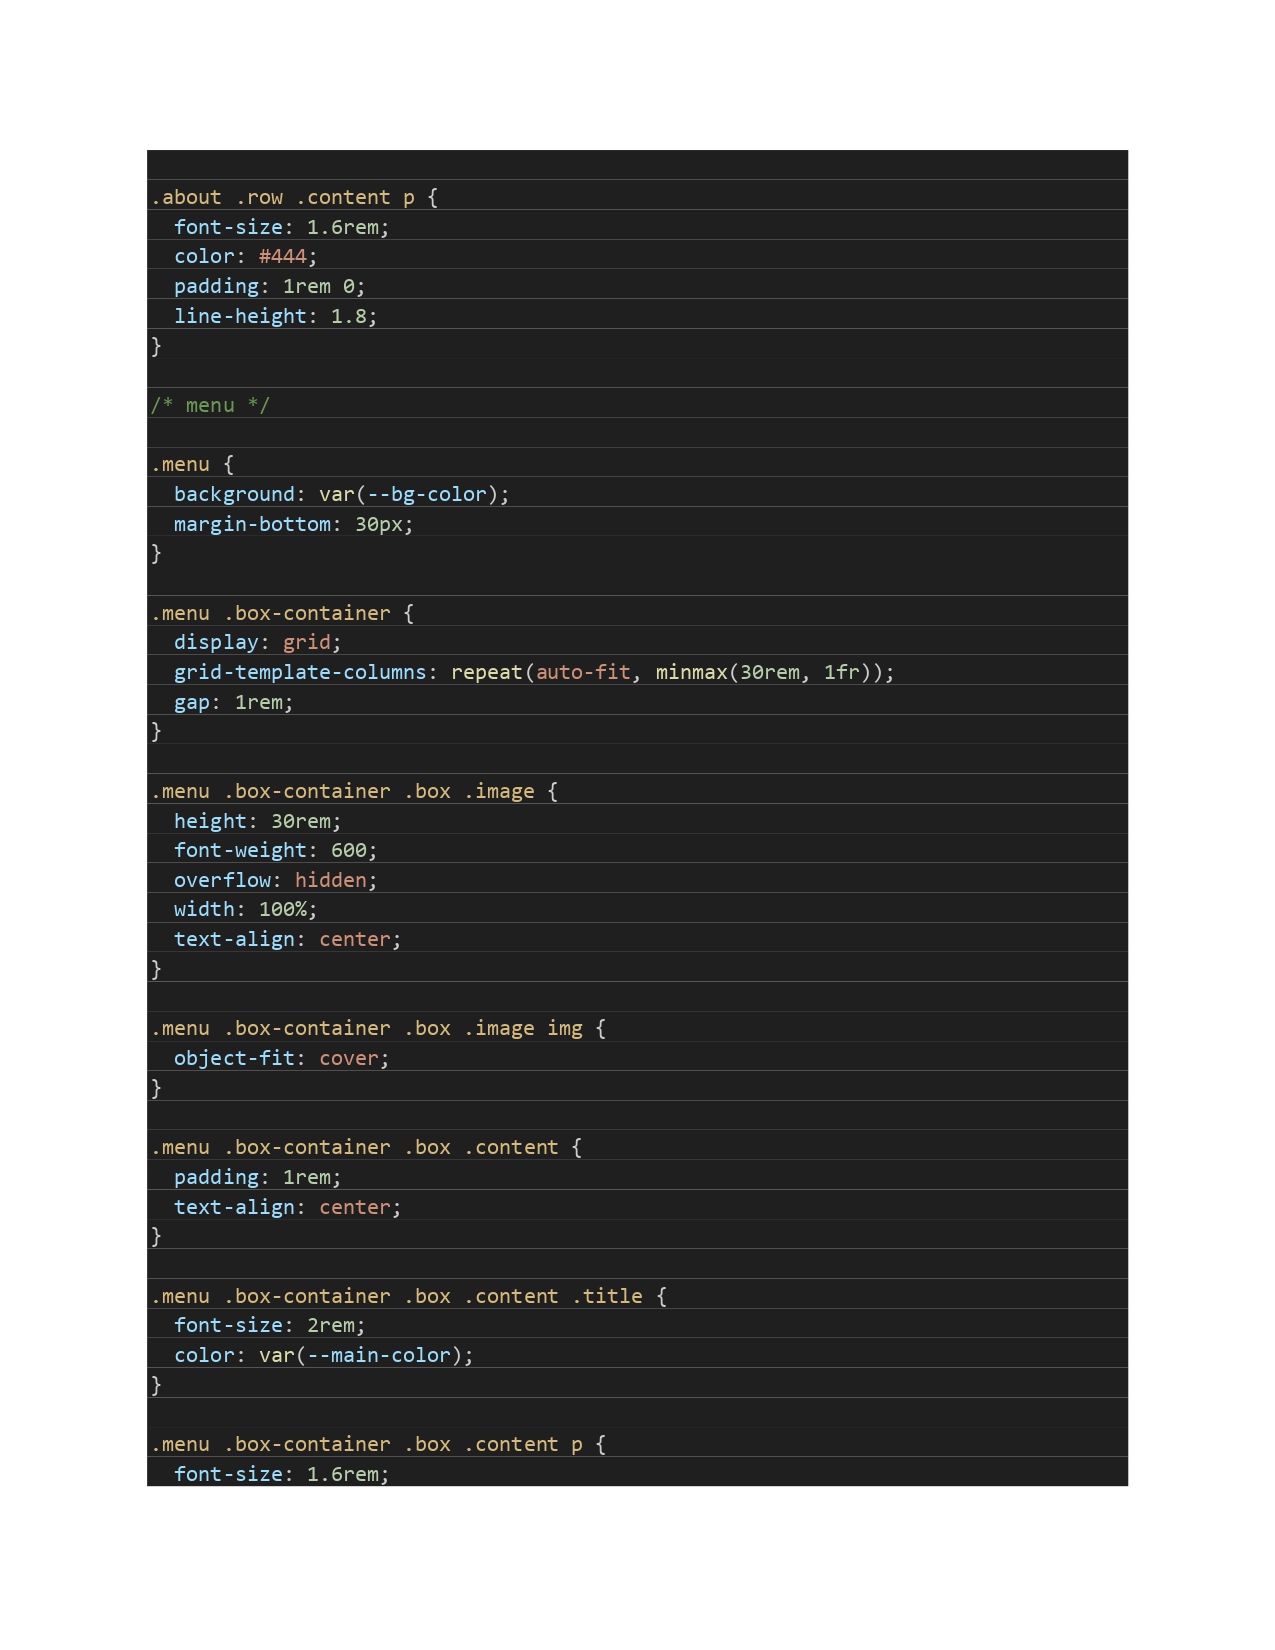 .about .row .content p {
  font-size: 1.6rem;
  color: #444;
  padding: 1rem 0;
  line-height: 1.8;
}

/* menu */

.menu {
  background: var(--bg-color);
  margin-bottom: 30px;
}

.menu .box-container {
  display: grid;
  grid-template-columns: repeat(auto-fit, minmax(30rem, 1fr));
  gap: 1rem;
}

.menu .box-container .box .image {
  height: 30rem;
  font-weight: 600;
  overflow: hidden;
  width: 100%;
  text-align: center;
}

.menu .box-container .box .image img {
  object-fit: cover;
}

.menu .box-container .box .content {
  padding: 1rem;
  text-align: center;
}

.menu .box-container .box .content .title {
  font-size: 2rem;
  color: var(--main-color);
}

.menu .box-container .box .content p {
  font-size: 1.6rem;